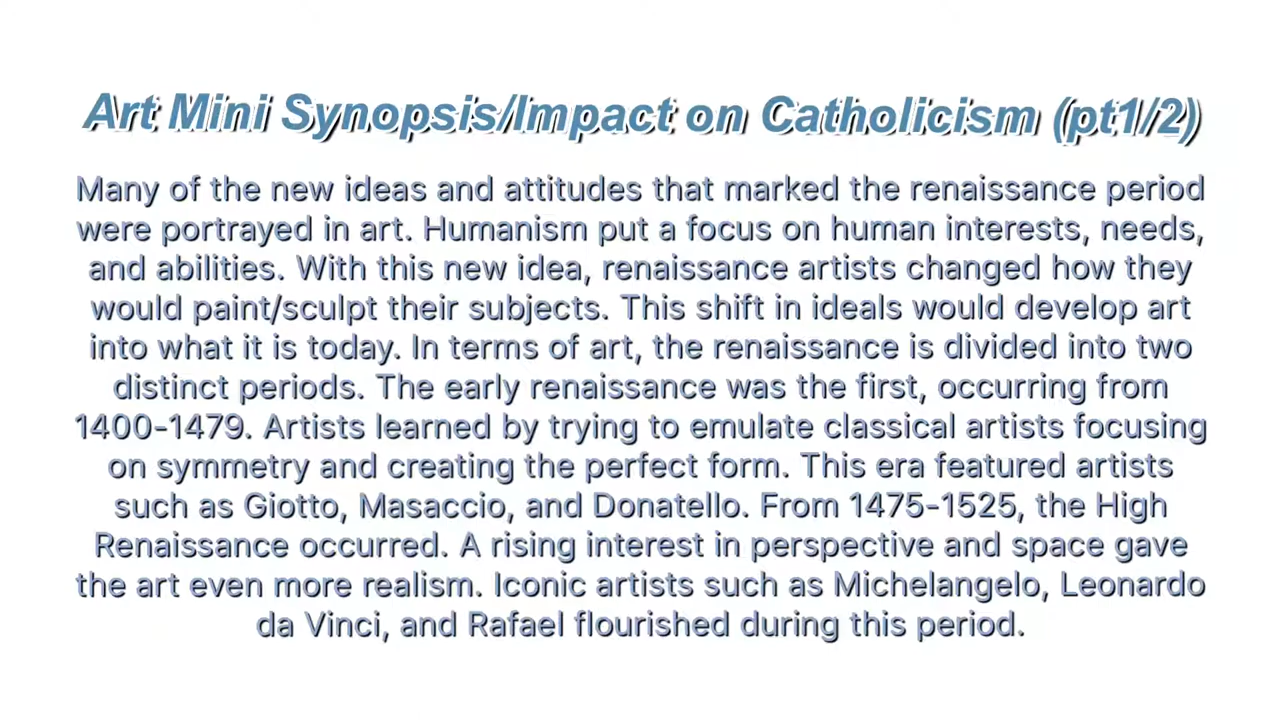 Art Mini Synopsis/Impact on Catholicism (pt1/2)
Many of the new ideas and attitudes that marked the renaissance period
were portrayed in art. Humanism put a focus on human interests, needs,
and abilities. With this new idea, renaissance artists changed how they
would paint/sculpt their subjects. This shift in ideals would develop art
into what it is today. In terms of art, the renaissance is divided into two
distinct periods. The early renaissance was the first, occurring from
1400-1479. Artists learned by trying to emulate classical artists focusing
on symmetry and creating the perfect form. This era featured artists
such as Giotto, Masaccio, and Donatello. From 1475-1525, the High
Renaissance occurred. A rising interest in perspective and space gave
the art even more realism. Iconic artists such as Michelangelo, Leonardo
da Vinci, and Rafael flourished during this period.